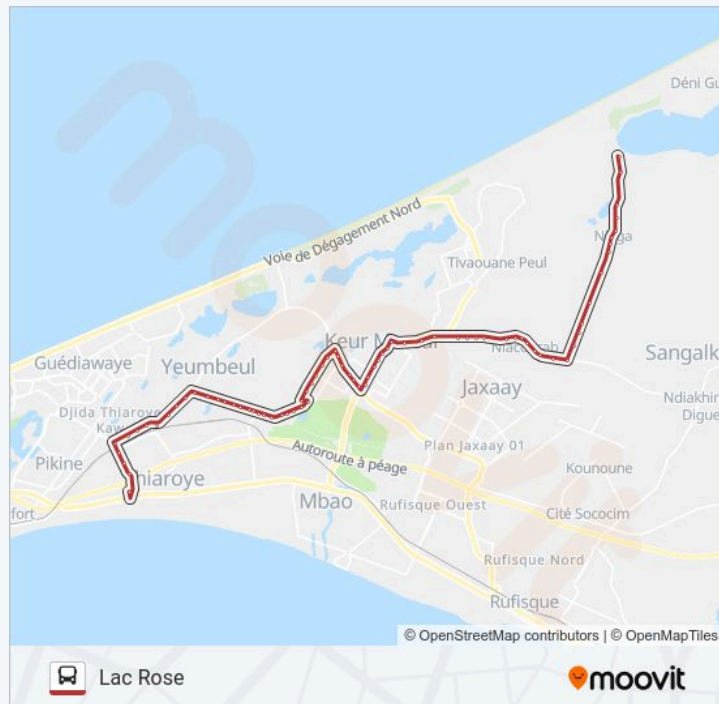 Déni Gu
Voie de Dégagement Nord
Tivaouane Peul
Guédiawaye
Yeumbeul
Keur M
Sangalk
Jaxaay
Ndiakhir
Digue
Djida Thiaroye
Kaw
Pikine
Thiaroye
Autoroute à péage
Plan Jaxaay 01
Kounoune
Mbao
Rufisque Ouest
Cité Sococim
efort
Rufisque Nord
Rufisque
© OpenStreetMap contributors | © OpenMapTiles
Lac Rose
moovit